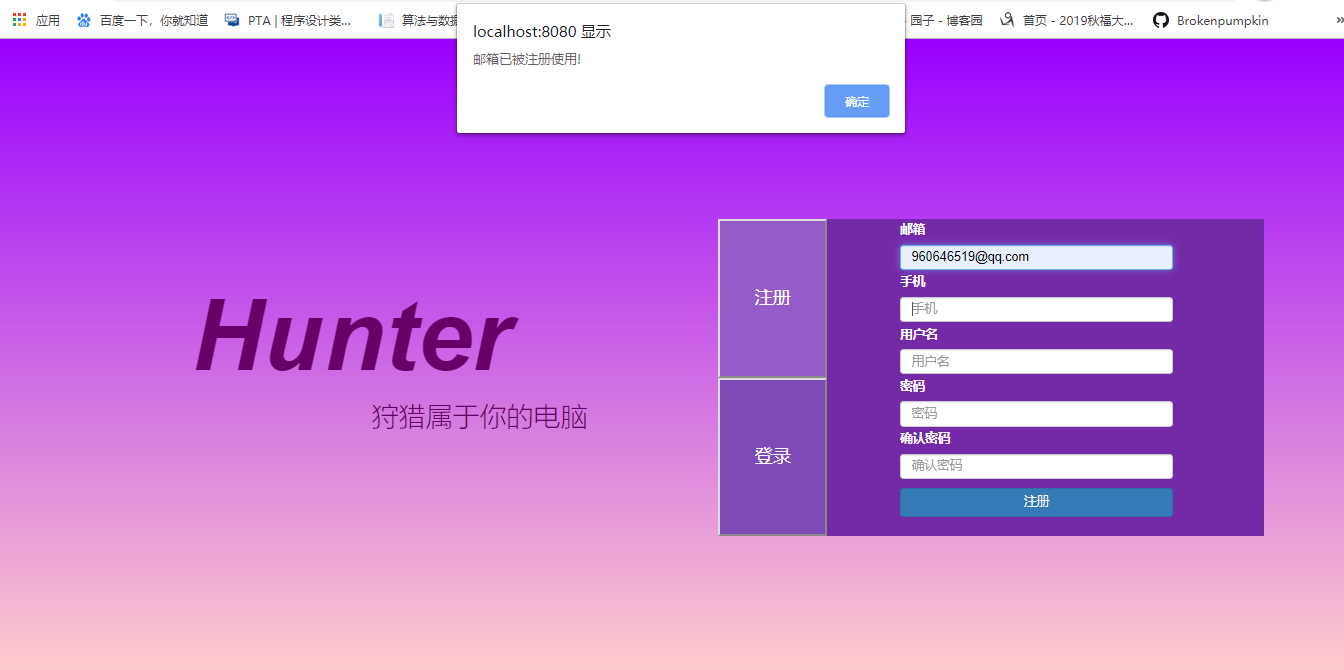 应用 百度一下，你就知道 PTA | 程序设计类... 算法与数据 园子 - 博客园 首页 - 2019秋福大... Brokenpumpkin »
localhost:8080 显示
邮箱已被注册使用!
确定
Hunter
狩猎属于你的电脑
注册
登录
邮箱
960646519@qq.com
手机
手机
用户名
用户名
密码
密码
确认密码
确认密码
注册